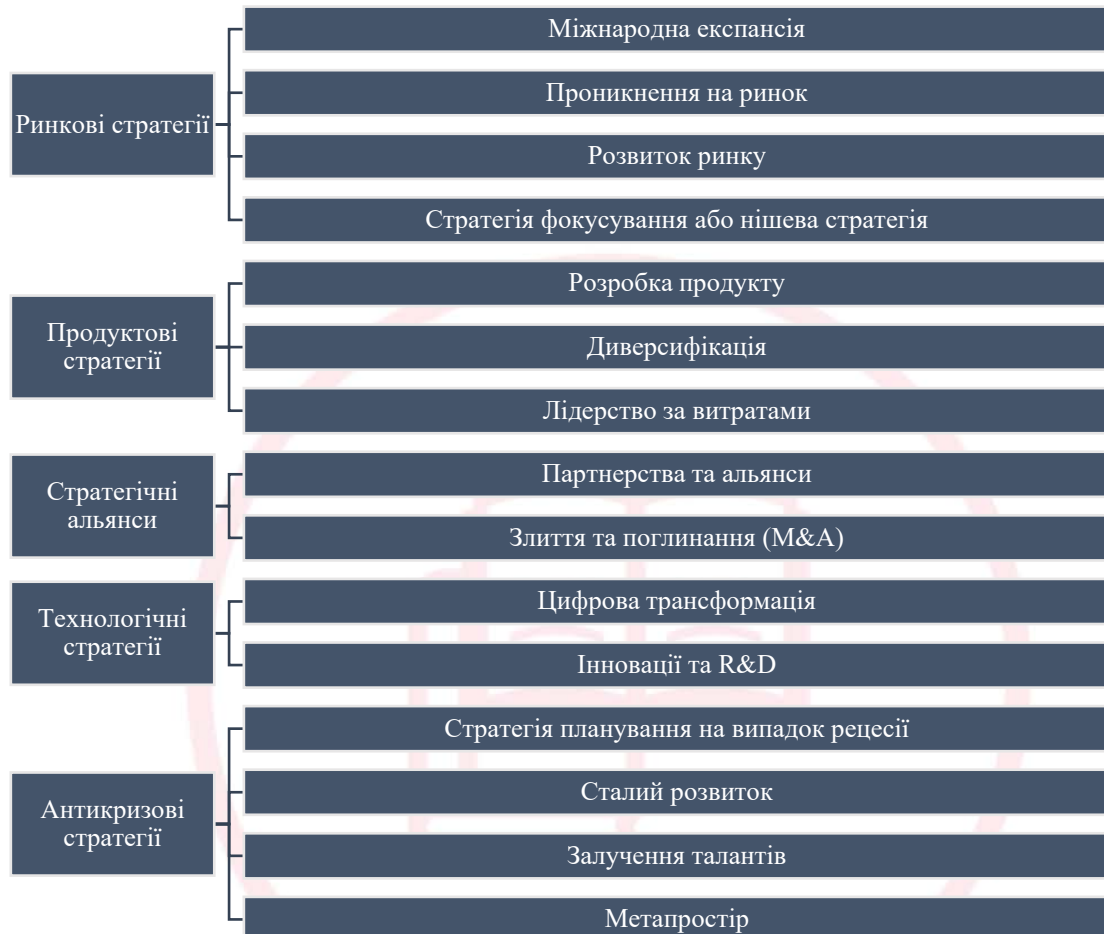 Ринкові стратегії
Міжнародна експансія
Проникнення на ринок
Розвиток ринку
Стратегія фокусування або нішева стратегія
Продуктові
стратегії
Розробка продукту
Диверсифікація
Лідерство за витратами
Стратегічні
альянси
Партнерства та альянси
Злиття та поглинання (M&A)
Технологічні
стратегії
Цифрова трансформація
Інновації та R&D
Антикризові
стратегії
Стратегія планування на випадок рецесії
Сталий розвиток
Залучення талантів
Метапростір